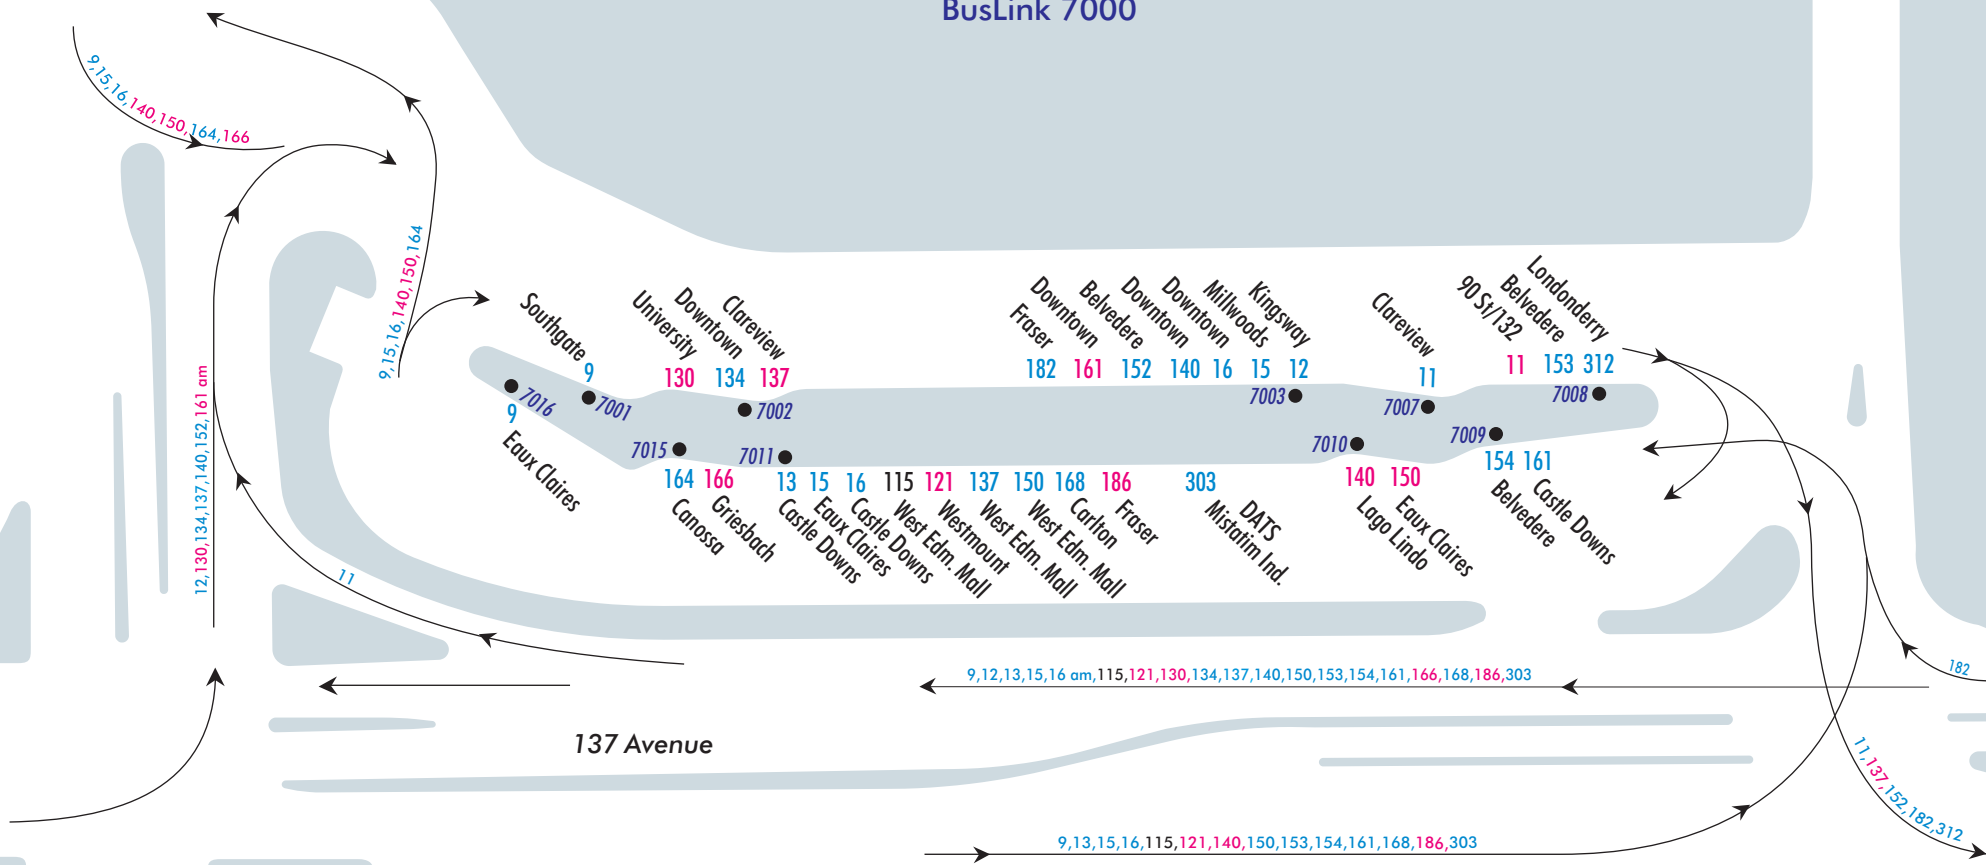 BusLink 7000
9,15,16,140,150,164,166
9,15,16,140,150,164
12,130,134,137,140,152,161 am
11
Southgate
9
7001
7016
9
Eaux Claires
University
130
Downtown
134
Clareview
137
7002
Fraser
182
Downtown
161
Belvedere
152
Downtown
140
Downtown
16
Millwoods
15
Kingsway
12
7003
Clareview
11
7007
90 St/132
11
Belvedere
153
Londonderry
312
7008
7015
164
Canossa
166
Griesbach
7011
13
Castle Downs
15
Eaux Claires
16
Castle Downs
115
West Edm. Mall
121
Westmount
137
West Edm. Mall
150
West Edm. Mall
168
Carlton
186
Fraser
303
Mistatim Ind.
DATS
7010
140
Lago Lindo
150
Eaux Claires
7009
154
Belvedere
161
Castle Downs
9,12,13,15,16 am,115,121,130,134,137,140,150,153,154,161,166,168,186,303
182
137 Avenue
11,137,152,182,312
9,13,15,16,115,121,140,150,153,154,161,168,186,303